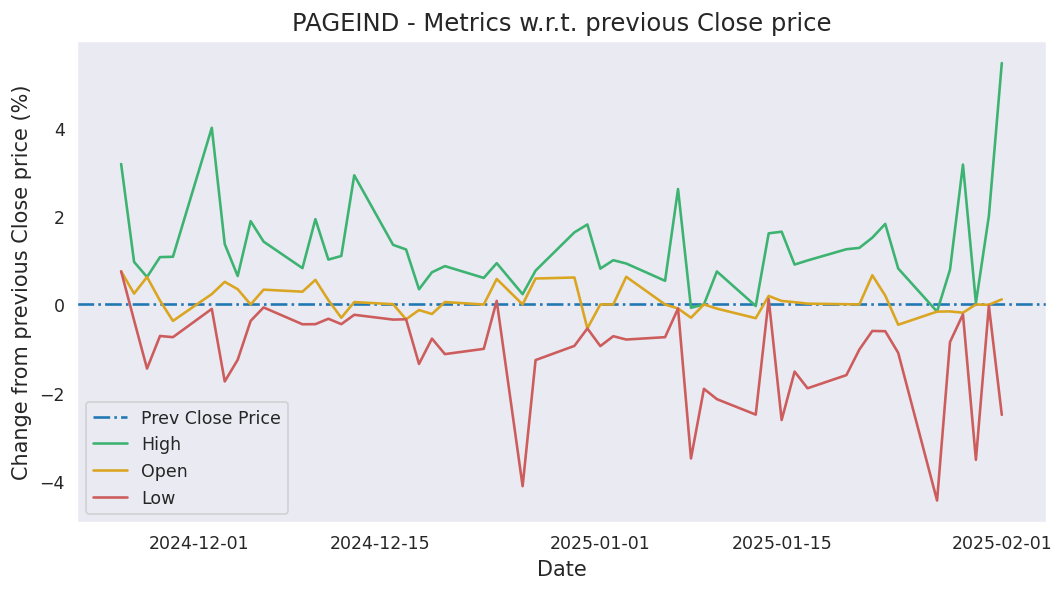 PAGEIND - Metrics w.r.t. previous Close price
Change from previous Close price (%)
4
2
0
−2
−4
Prev Close Price
High
Open
Low
2024-12-01
2024-12-15
2025-01-01
2025-01-15
2025-02-01
Date